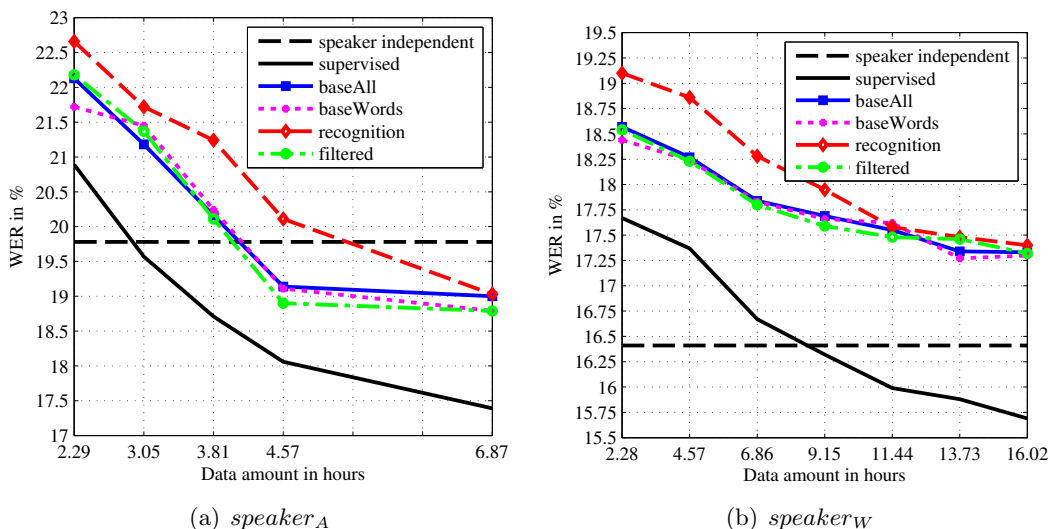 23
22.5
22
21.5
21
20.5
20
19.5
19
18.5
18
17.5
17
WER in %
speaker independent
supervised
baseAll
baseWords
recognition
filtered
2.29 3.05 3.81 4.57 6.87
Data amount in hours
(a) speaker_A
19.5
19.25
19
18.75
18.5
18.25
18
17.75
17.5
17.25
17
16.75
16.5
16.25
16
15.75
15.5
WER in %
speaker independent
supervised
baseAll
baseWords
recognition
filtered
2.28 4.57 6.86 9.15 11.44 13.73 16.02
Data amount in hours
(b) speaker_W